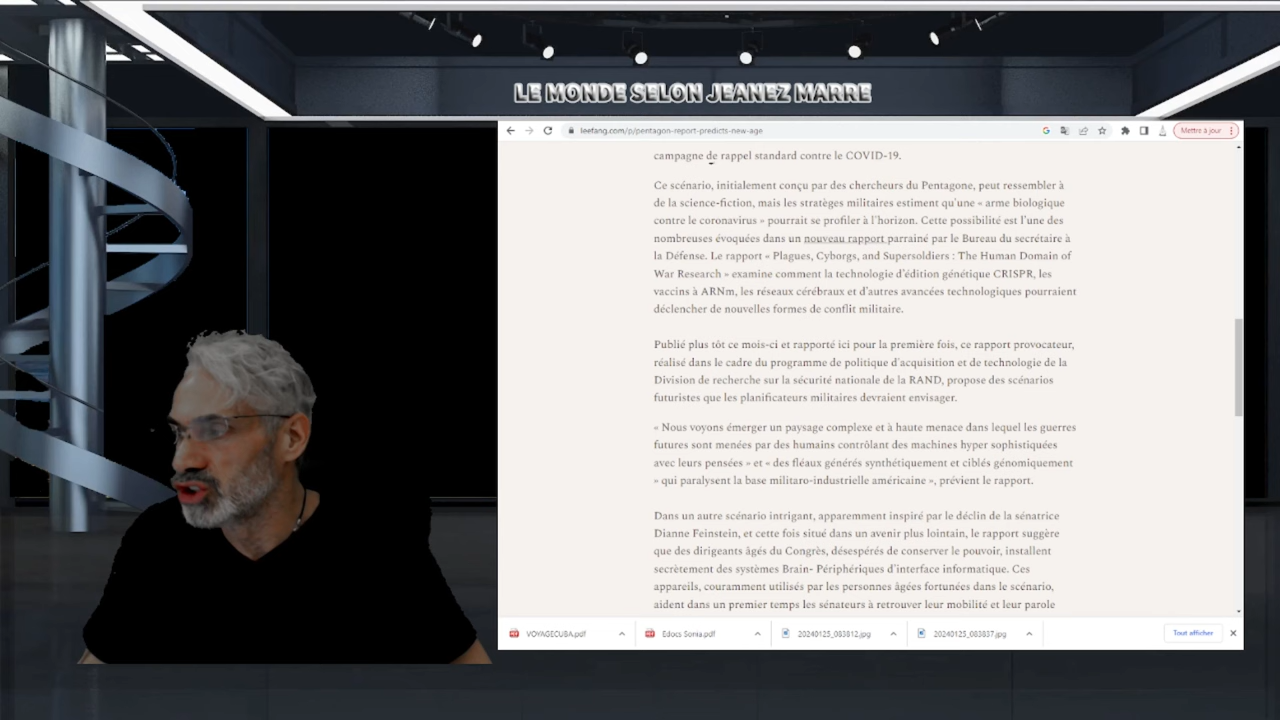 LE MONDE SELON JEANEZ MARRE
leefang.com/p/pentagon-report-predicts-new-age
Mettre à jour
campagne de rappel standard contre le COVID-19.
Ce scénario, initialement conçu par des chercheurs du Pentagone, peut ressembler à
de la science-fiction, mais les stratèges militaires estiment qu'une « arme biologique
contre le coronavirus » pourrait se profiler à l'horizon. Cette possibilité est l'une des
nombreuses évoquées dans un nouveau rapport parrainé par le Bureau du secrétaire à
la Défense. Le rapport « Plagues, Cyborgs, and Supersoldiers : The Human Domain of
War Research » examine comment la technologie d'édition génétique CRISPR, les
vaccins à ARNm, les réseaux cérébraux et d'autres avancées technologiques pourraient
déclencher de nouvelles formes de conflit militaire.
Publié plus tôt ce mois-ci et rapporté ici pour la première fois, ce rapport provocateur,
réalisé dans le cadre du programme de politique d'acquisition et de technologie de la
Division de recherche sur la sécurité nationale de la RAND, propose des scénarios
futuristes que les planificateurs militaires devraient envisager.
« Nous voyons émerger un paysage complexe et à haute menace dans lequel les guerres
futures sont menées par des humains contrôlant des machines hyper sophistiquées
avec leurs pensées » et « des fléaux générés synthétiquement et ciblés génomiquement
» qui paralysent la base militaro-industrielle américaine », prévient le rapport.
Dans un autre scénario intrigant, apparemment inspiré par le déclin de la sénatrice
Dianne Feinstein, et cette fois situé dans un avenir plus lointain, le rapport suggère
que des dirigeants âgés du Congrès, désespérés de conserver le pouvoir, installent
secrètement des systèmes Brain- Périphériques d'interface informatique. Ces
appareils, couramment utilisés par les personnes âgées fortunées dans le scénario,
aident dans un premier temps les sénateurs à retrouver leur mobilité et leur parole
VOYAGECUBA.pdf
Edocs Sonia.pdf
20240125_083812.jpg
20240125_083837.jpg
Tout afficher